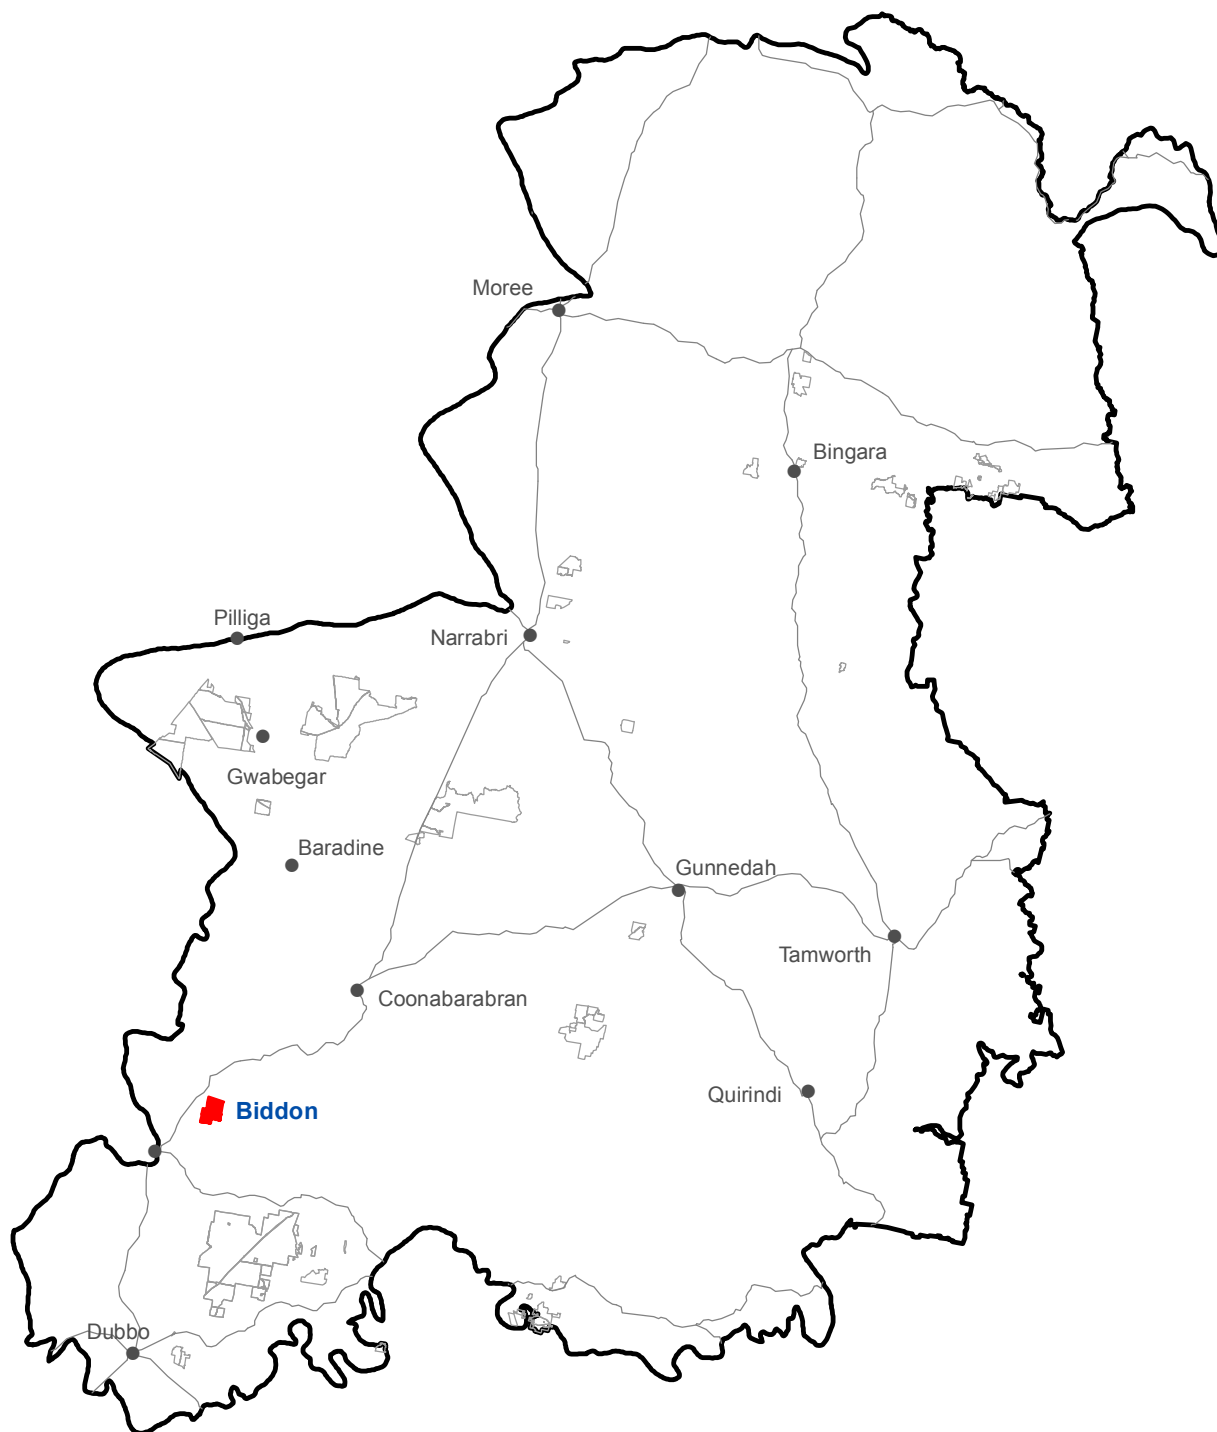 Moree
Bingara
Pilliga
Narrabri
Gwabegar
Baradine
Gunnedah
Tamworth
Coonabarabran
Quirindi
Biddon
Dubbo